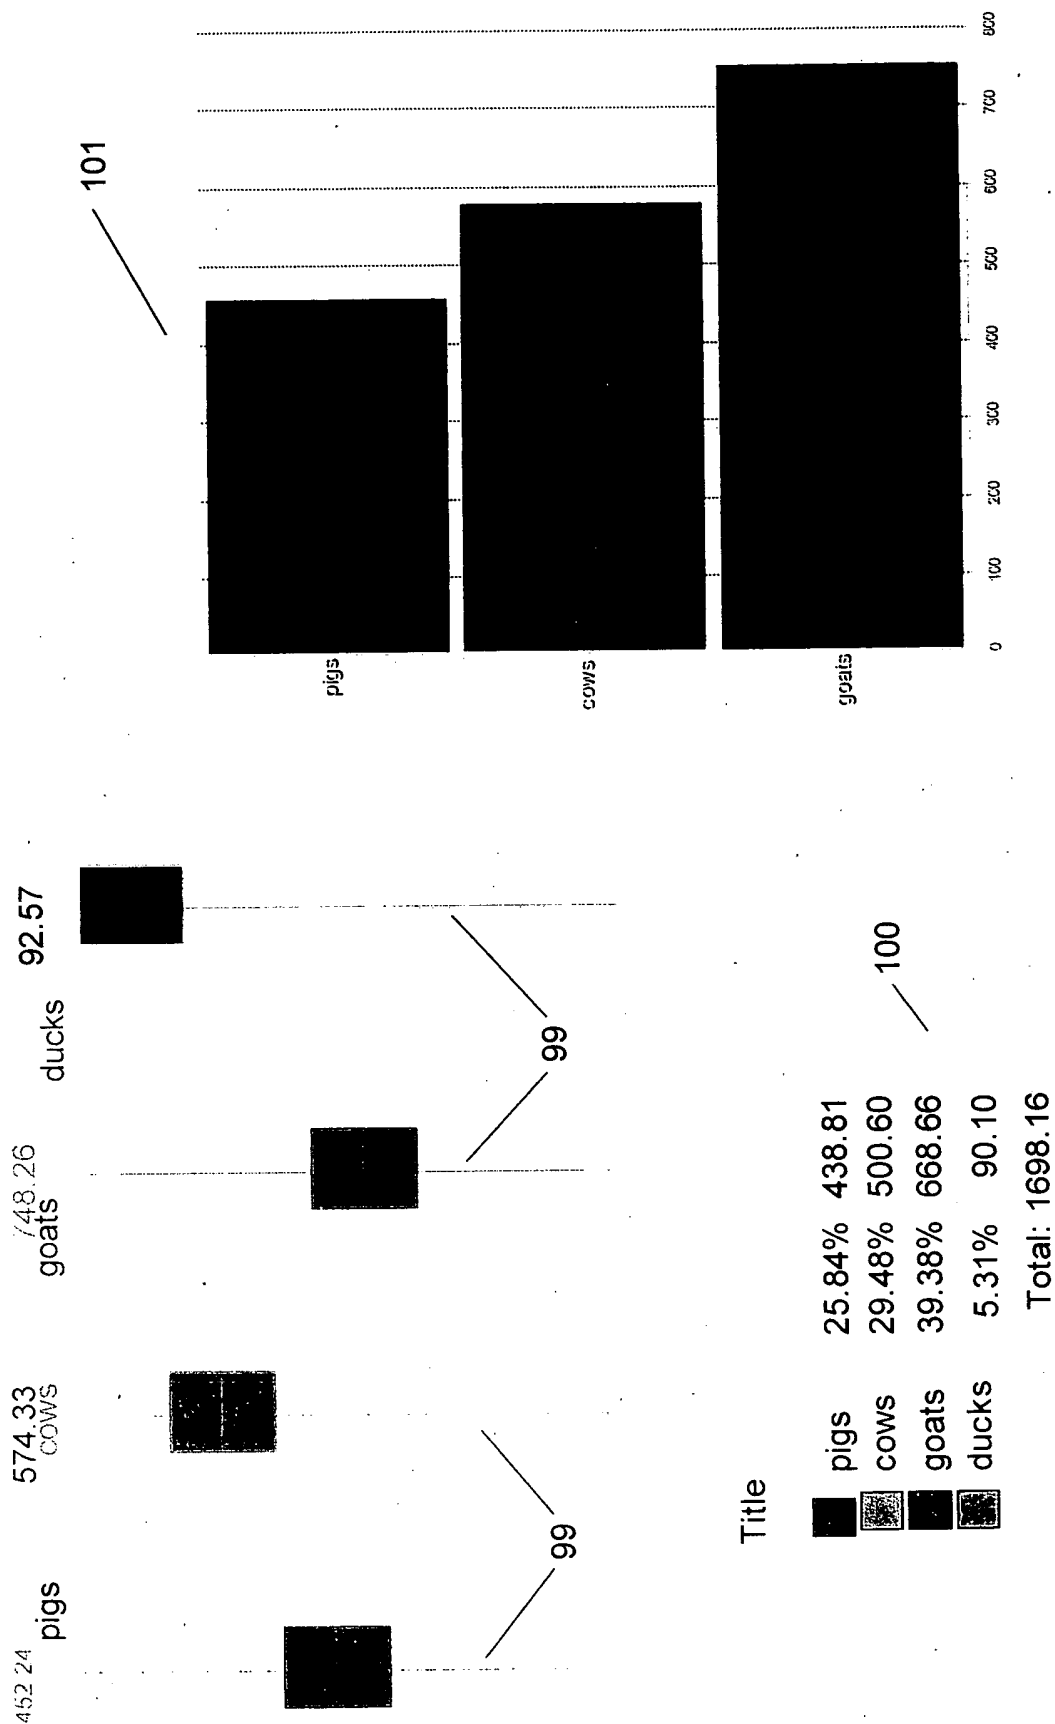 452.24
pigs
574.33
cows
748.26
goats
ducks
92.57
99
99
Title
pigs 25.84% 438.81
cows 29.48% 500.60
goats 39.38% 668.66
ducks 5.31% 90.10
Total: 1698.16
100
101
pigs
cows
goats
0 100 200 300 400 500 600 700 800